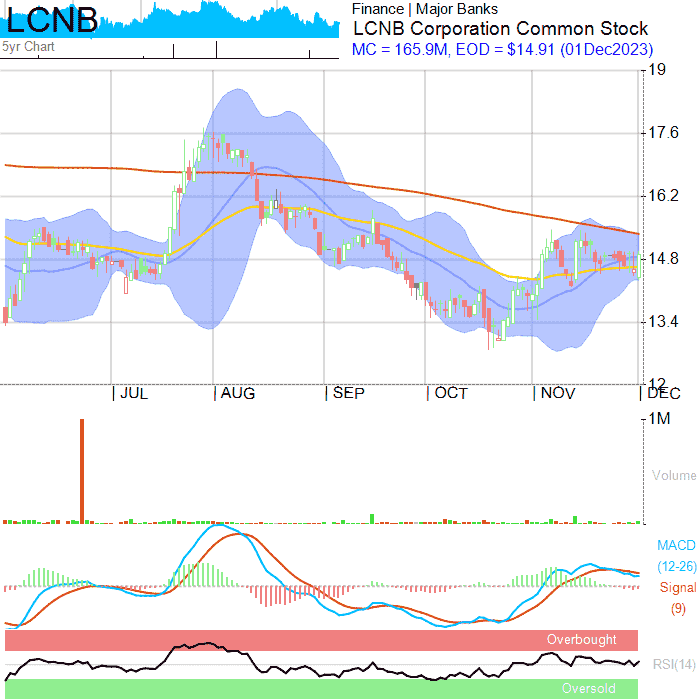 LCNB
5yr Chart
Finance | Major Banks
LCNB Corporation Common Stock
MC = 165.9M, EOD = $14.91 (01Dec2023)
19
17.6
16.2
14.8
13.4
12
JUL AUG SEP OCT NOV DEC
1M
Volume
MACD
(12-26)
Signal
(9)
Overbought
RSI(14)
Oversold